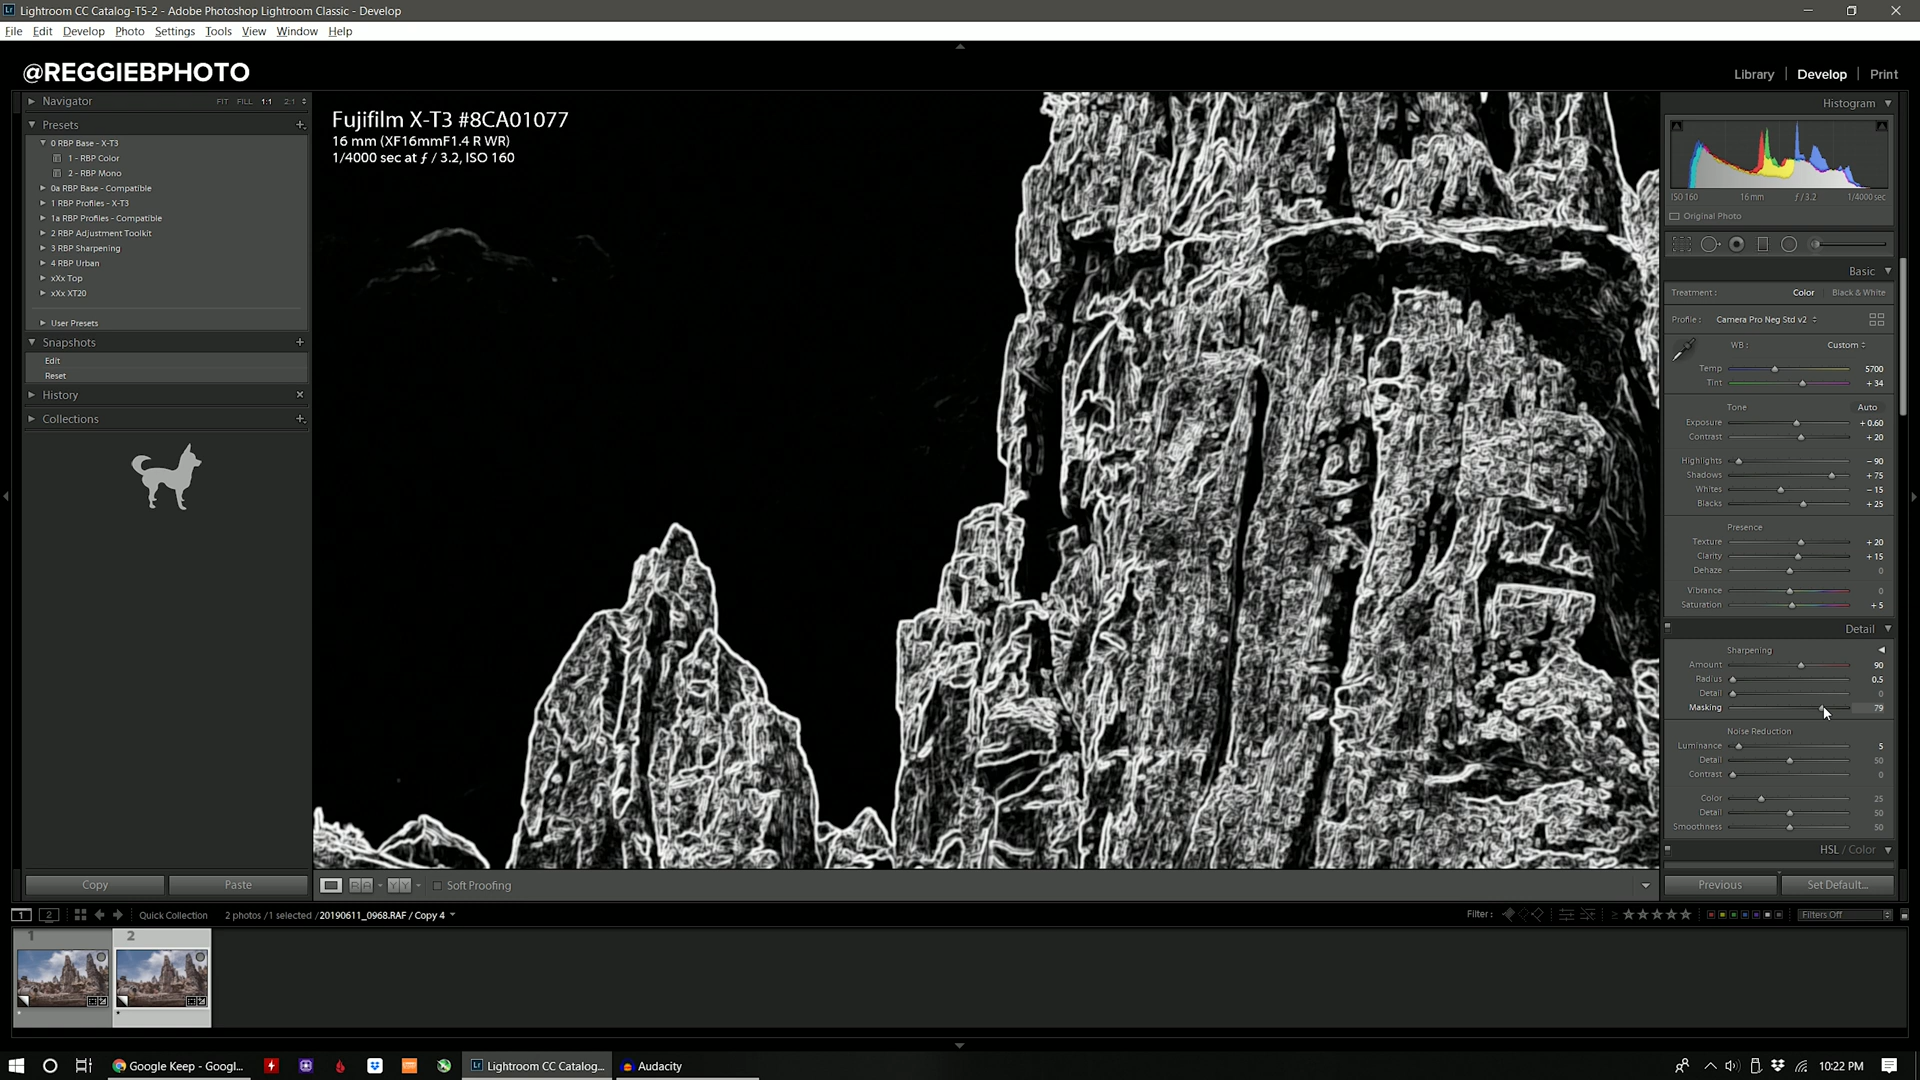 Lightroom CC Catalog-T5-2 - Adobe Photoshop Lightroom Classic - Develop
File Edit Develop Photo Settings Tools View Window Help
@REGGIEBPHOTO
Library | Develop | Print
Navigator FIT FILL 1:1 2:1
Presets
0 RBP Base - X-T3
1 - RBP Color
2 - RBP Mono
0a RBP Base - Compatible
1 RBP Profiles - X-T3
1a RBP Profiles - Compatible
2 RBP Adjustment Toolkit
3 RBP Sharpening
4 RBP Urban
xXx Top
xXx XT20
User Presets
Snapshots
Edit
Reset
History
Collections
Copy Paste
Fujifilm X-T3 #8CA01077
16 mm (XF16mmF1.4 R WR)
1/4000 sec at ƒ / 3.2, ISO 160
Histogram
ISO 160 16mm ƒ/3.2 1/4000 sec
Original Photo
Basic
Treatment : Color Black & White
Profile : Camera Pro Neg Std v2
WB : Custom
Temp 5700
Tint + 34
Tone Auto
Exposure + 0.60
Contrast + 20
Highlights − 90
Shadows + 75
Whites − 15
Blacks + 25
Presence
Texture + 20
Clarity + 15
Dehaze 0
Vibrance 0
Saturation + 5
Detail
Sharpening
Amount 90
Radius 0.5
Detail 0
Masking 79
Noise Reduction
Luminance 5
Detail 50
Contrast 0
Color 25
Detail 50
Smoothness 50
HSL / Color
Previous Set Default...
R A Y Y Soft Proofing
1 2 Quick Collection 2 photos / 1 selected / 20190611_0968.RAF / Copy 4 Filter : ≥ Filters Off
1 2
Google Keep - Googl... Lr Lightroom CC Catalog... Audacity 10:22 PM